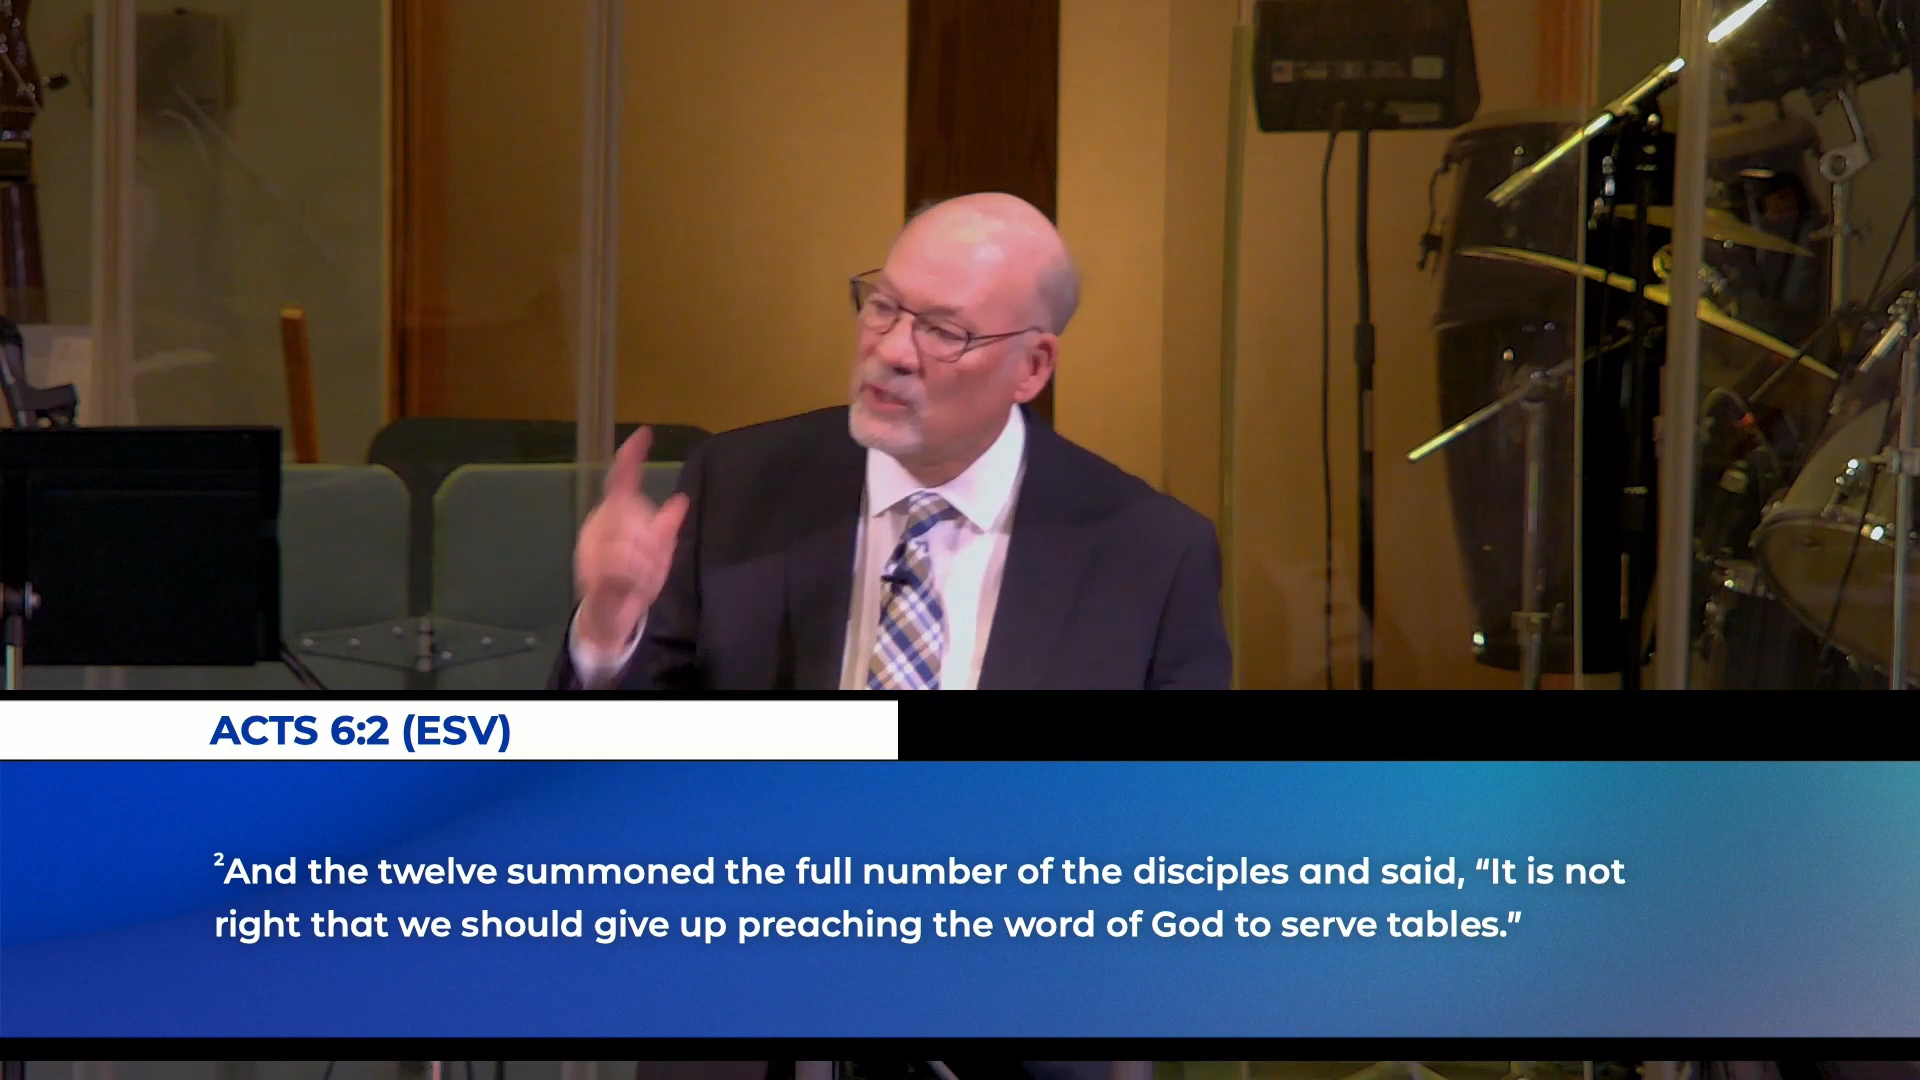 ACTS 6:2 (ESV)
²And the twelve summoned the full number of the disciples and said, “It is not
right that we should give up preaching the word of God to serve tables.”